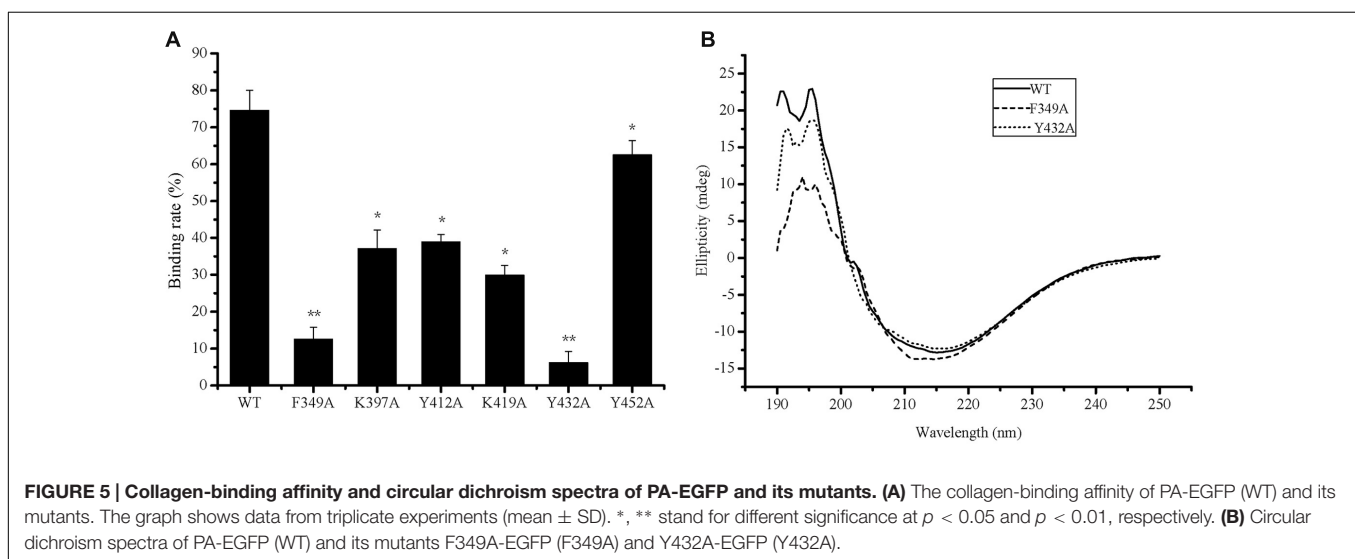 A
90
80
70
60
50
40
30
20
10
0
Binding rate (%)
**
*
*
*
**
*
WT F349A K397A Y412A K419A Y432A Y452A
B
25
20
15
10
5
0
-5
-10
-15
Ellipticity (mdeg)
WT
F349A
Y432A
190 200 210 220 230 240 250
Wavelength (nm)
FIGURE 5 | Collagen-binding affinity and circular dichroism spectra of PA-EGFP and its mutants. (A) The collagen-binding affinity of PA-EGFP (WT) and its
mutants. The graph shows data from triplicate experiments (mean ± SD). *, ** stand for different significance at p < 0.05 and p < 0.01, respectively. (B) Circular
dichroism spectra of PA-EGFP (WT) and its mutants F349A-EGFP (F349A) and Y432A-EGFP (Y432A).